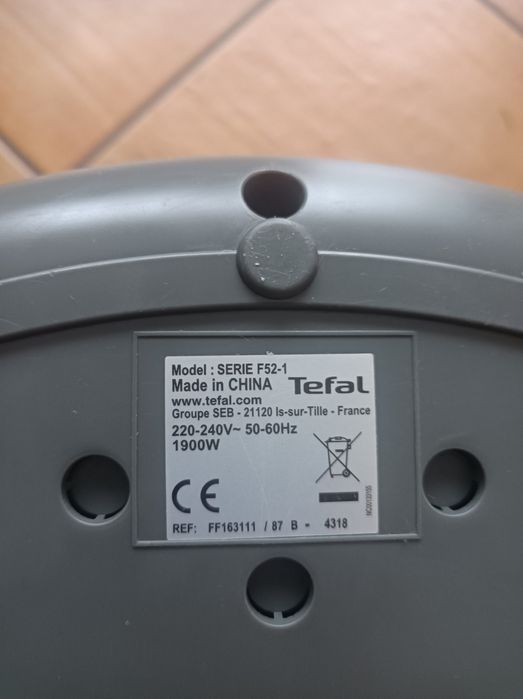 Model : SERIE F52-1
Made in CHINA Tefal
www.tefal.com
Groupe SEB - 21120 Is-sur-Tille - France
220-240V~ 50-60Hz
1900W
CE
REF: FF163111 / 87 B - 4318